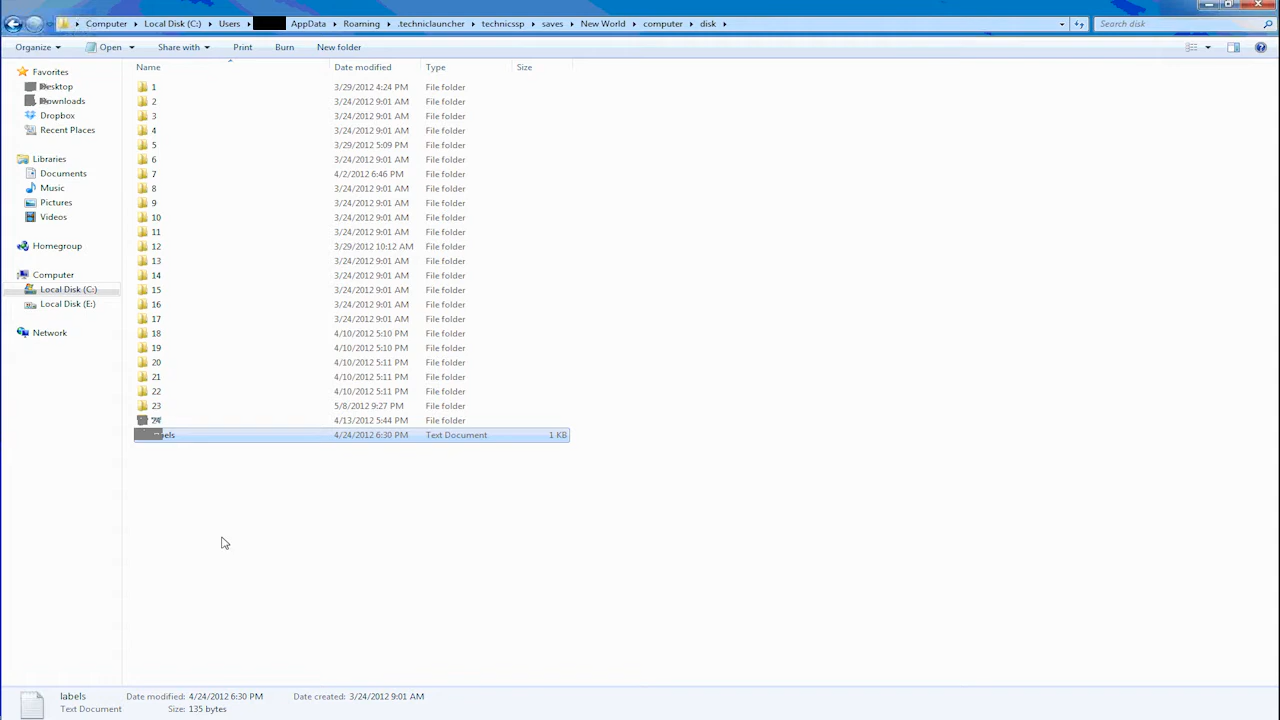 Computer Local Disk (C:) Users AppData Roaming .techniclauncher technicssp saves New World computer disk Search disk
Organize Open Share with Print Burn New folder
Name Date modified Type Size
Favorites
Desktop
Downloads
Dropbox
Recent Places
Libraries
Documents
Music
Pictures
Videos
Homegroup
Computer
Local Disk (C:)
Local Disk (E:)
Network
1 3/29/2012 4:24 PM File folder
2 3/24/2012 9:01 AM File folder
3 3/24/2012 9:01 AM File folder
4 3/24/2012 9:01 AM File folder
5 3/29/2012 5:09 PM File folder
6 3/24/2012 9:01 AM File folder
7 4/2/2012 6:46 PM File folder
8 3/24/2012 9:01 AM File folder
9 3/24/2012 9:01 AM File folder
10 3/24/2012 9:01 AM File folder
11 3/24/2012 9:01 AM File folder
12 3/29/2012 10:12 AM File folder
13 3/24/2012 9:01 AM File folder
14 3/24/2012 9:01 AM File folder
15 3/24/2012 9:01 AM File folder
16 3/24/2012 9:01 AM File folder
17 3/24/2012 9:01 AM File folder
18 4/10/2012 5:10 PM File folder
19 4/10/2012 5:10 PM File folder
20 4/10/2012 5:11 PM File folder
21 4/10/2012 5:11 PM File folder
22 4/10/2012 5:11 PM File folder
23 5/8/2012 9:27 PM File folder
24 4/13/2012 5:44 PM File folder
4/24/2012 6:30 PM Text Document 1 KB
labels Date modified: 4/24/2012 6:30 PM Date created: 3/24/2012 9:01 AM
Text Document Size: 135 bytes